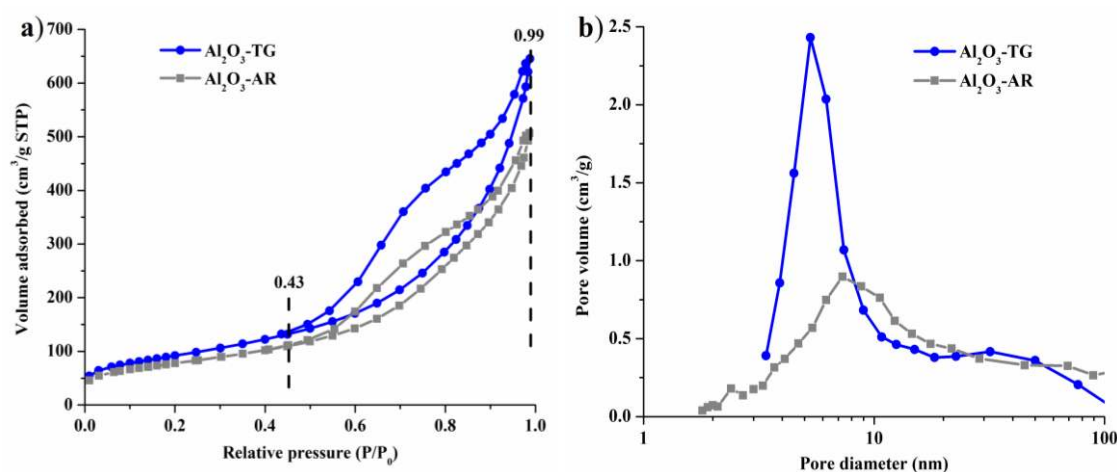 a)
Al₂O₃-TG
Al₂O₃-AR
0.99
0.43
700
600
500
400
300
200
100
0
Volume adsorbed (cm³/g STP)
0.0 0.2 0.4 0.6 0.8 1.0
Relative pressure (P/P₀)
b)
Al₂O₃-TG
Al₂O₃-AR
2.5
2.0
1.5
1.0
0.5
0.0
Pore volume (cm³/g)
1 10 100
Pore diameter (nm)